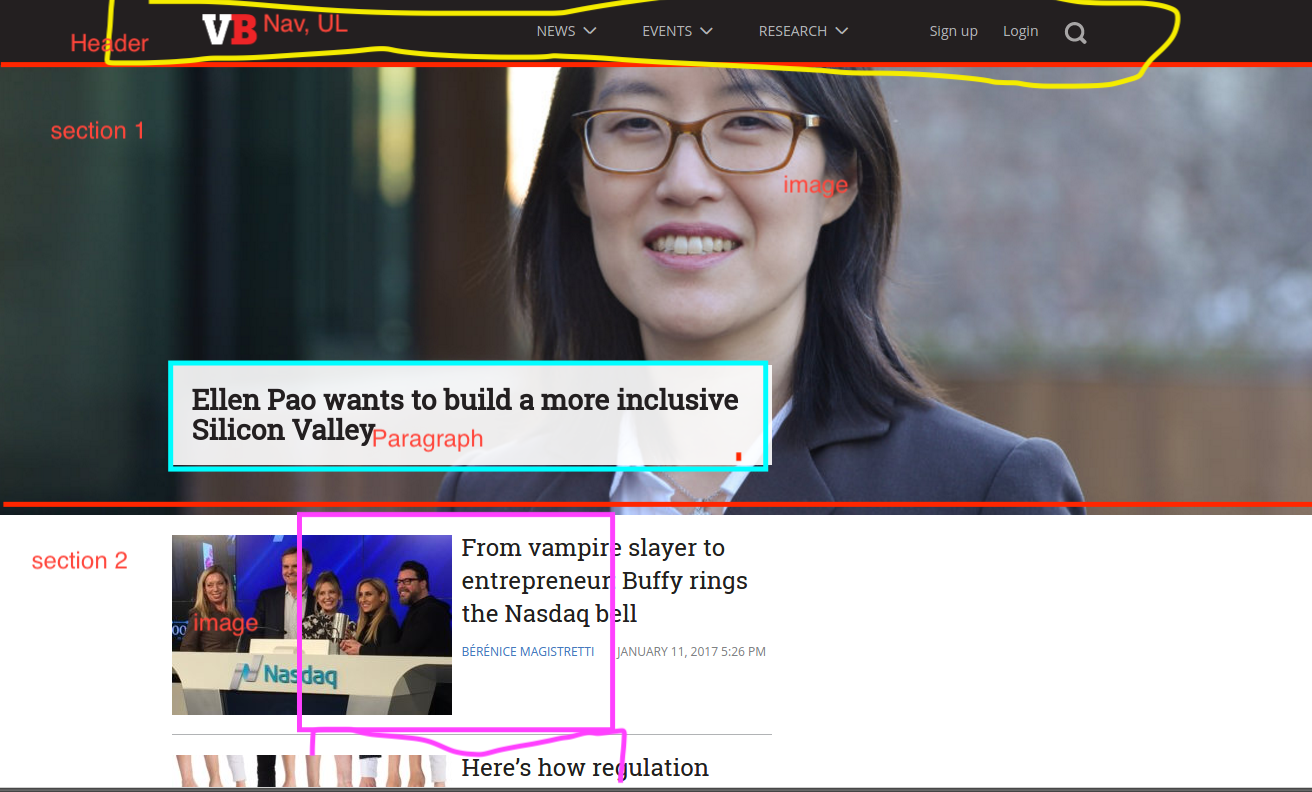 VB Nav, UL
NEWS EVENTS RESEARCH Sign up Login
Header
section 1
image
Ellen Pao wants to build a more inclusive
Silicon Valley
Paragraph
section 2
image
Nasdaq
From vampire slayer to
entrepreneur, Buffy rings
the Nasdaq bell
BÉRÉNICE MAGISTRETTI JANUARY 11, 2017 5:26 PM
Here’s how regulation